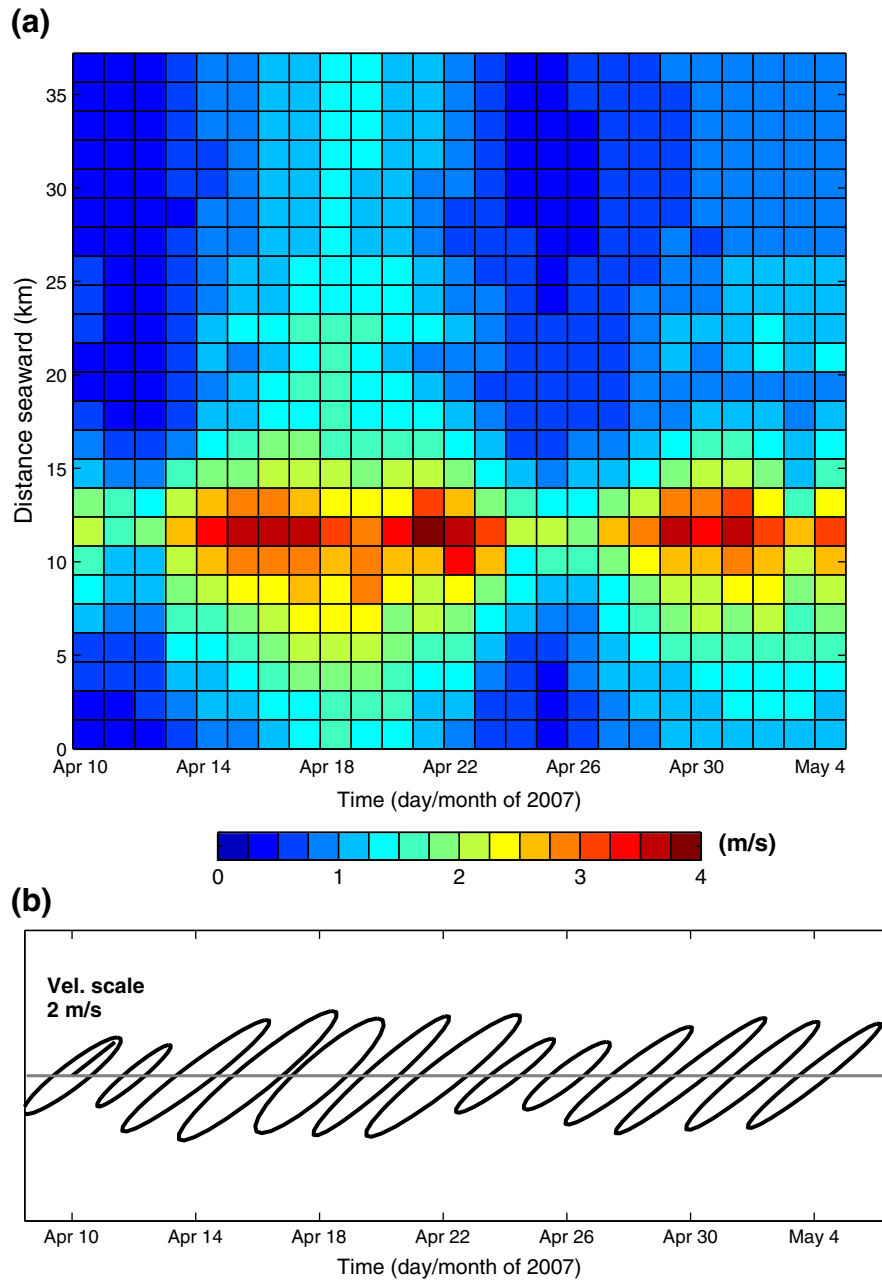 (a)
35
30
25
20
15
10
5
0
Distance seaward (km)
Apr 10 Apr 14 Apr 18 Apr 22 Apr 26 Apr 30 May 4
Time (day/month of 2007)
0 1 2 3 4
(m/s)
(b)
Vel. scale
2 m/s
Apr 10 Apr 14 Apr 18 Apr 22 Apr 26 Apr 30 May 4
Time (day/month of 2007)